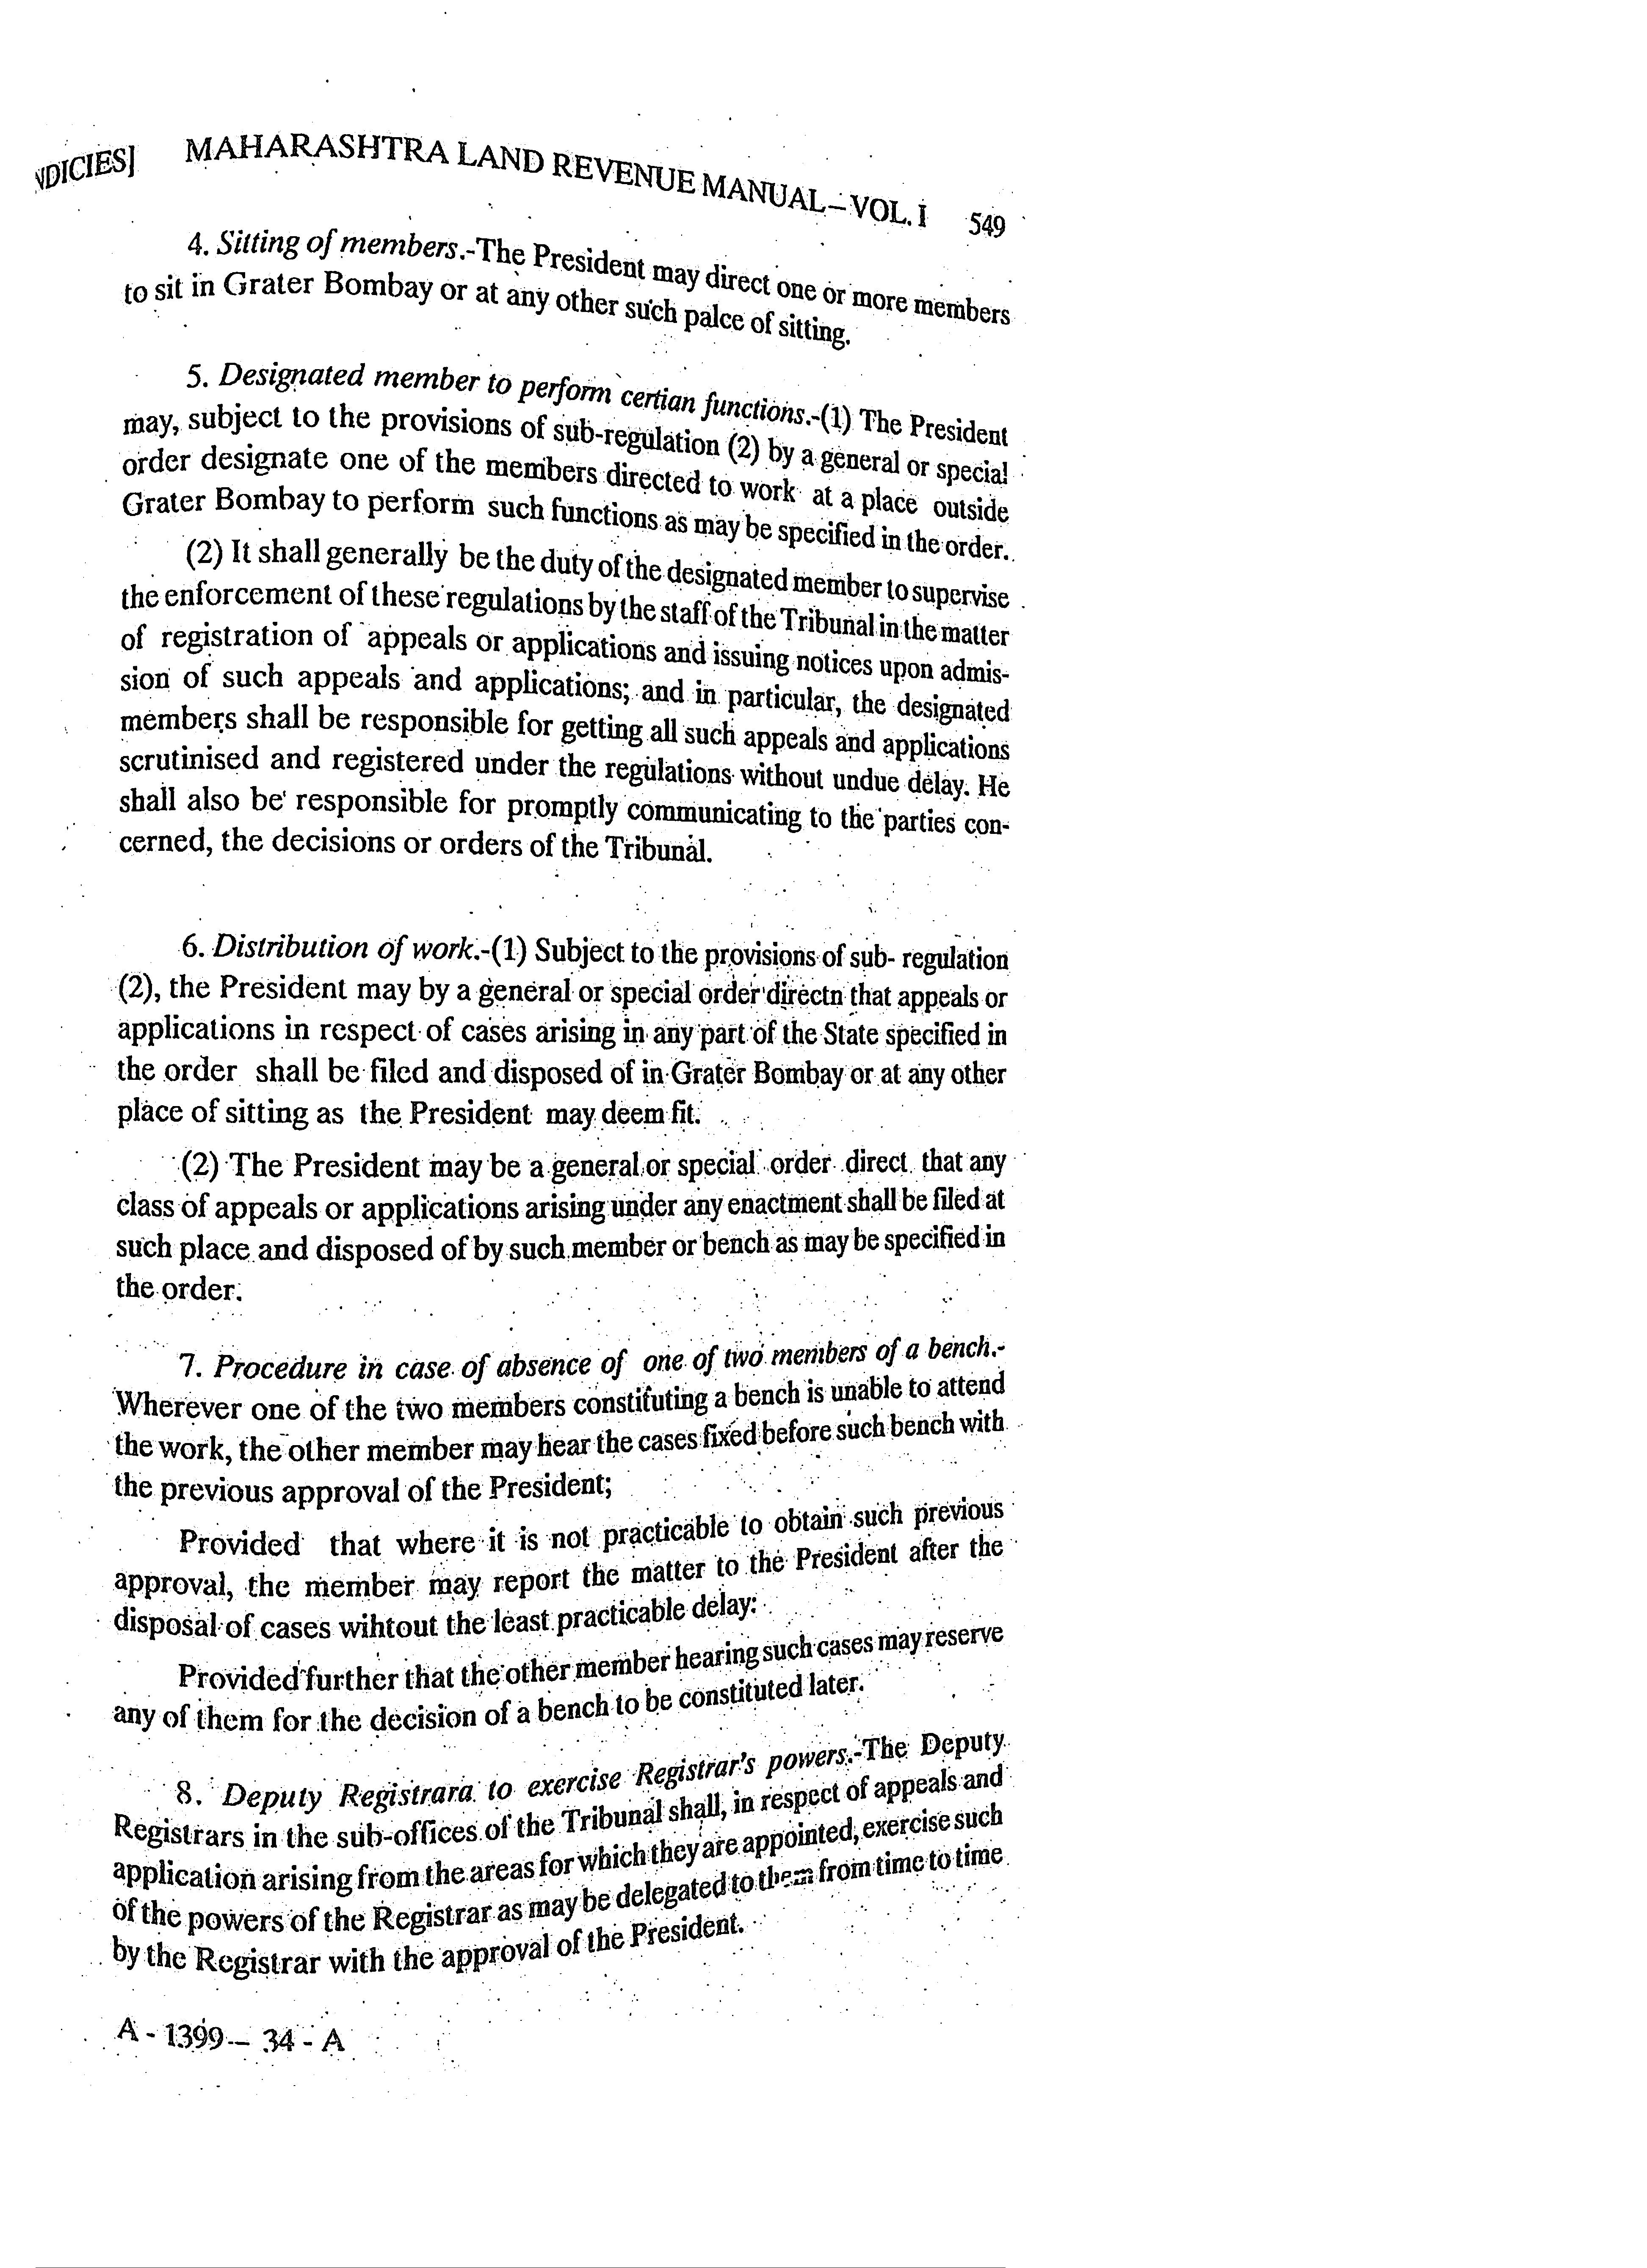 NDICIES] MAHARASHTRA LAND REVENUE MANUAL–VOL. I 549
4. Sitting of members.-The President may direct one or more members
to sit in Grater Bombay or at any other such palce of sitting.
5. Designated member to perform certian functions.-(1) The President
may, subject to the provisions of sub-regulation (2) by a general or special
order designate one of the members directed to work at a place outside
Grater Bombay to perform such functions as may be specified in the order.
(2) It shall generally be the duty of the designated member to supervise
the enforcement of these regulations by the staff of the Tribunal in the matter
of registration of appeals or applications and issuing notices upon admis-
sion of such appeals and applications; and in particular, the designated
members shall be responsible for getting all such appeals and applications
scrutinised and registered under the regulations without undue delay. He
shall also be responsible for promptly communicating to the parties con-
cerned, the decisions or orders of the Tribunal.
6. Distribution of work.-(1) Subject to the provisions of sub- regulation
(2), the President may by a general or special order directn that appeals or
applications in respect of cases arising in any part of the State specified in
the order shall be filed and disposed of in Grater Bombay or at any other
place of sitting as the President may deem fit.
(2) The President may be a general or special order direct that any
class of appeals or applications arising under any enactment shall be filed at
such place and disposed of by such member or bench as may be specified in
the order.
7. Procedure in case of absence of one of two members of a bench.-
Wherever one of the two members constituting a bench is unable to attend
the work, the other member may hear the cases fixed before such bench with
the previous approval of the President;
Provided that where it is not practicable to obtain such previous
approval, the member may report the matter to the President after the
disposal of cases wihtout the least practicable delay:
Provided further that the other member hearing such cases may reserve
any of them for the decision of a bench to be constituted later.
8. Deputy Registrara to exercise Registrar's powers.-The Deputy
Registrars in the sub-offices of the Tribunal shall, in respect of appeals and
application arising from the areas for which they are appointed, exercise such
of the powers of the Registrar as may be delegated to them from time to time
by the Registrar with the approval of the President.
A - 1399 – 34 - A